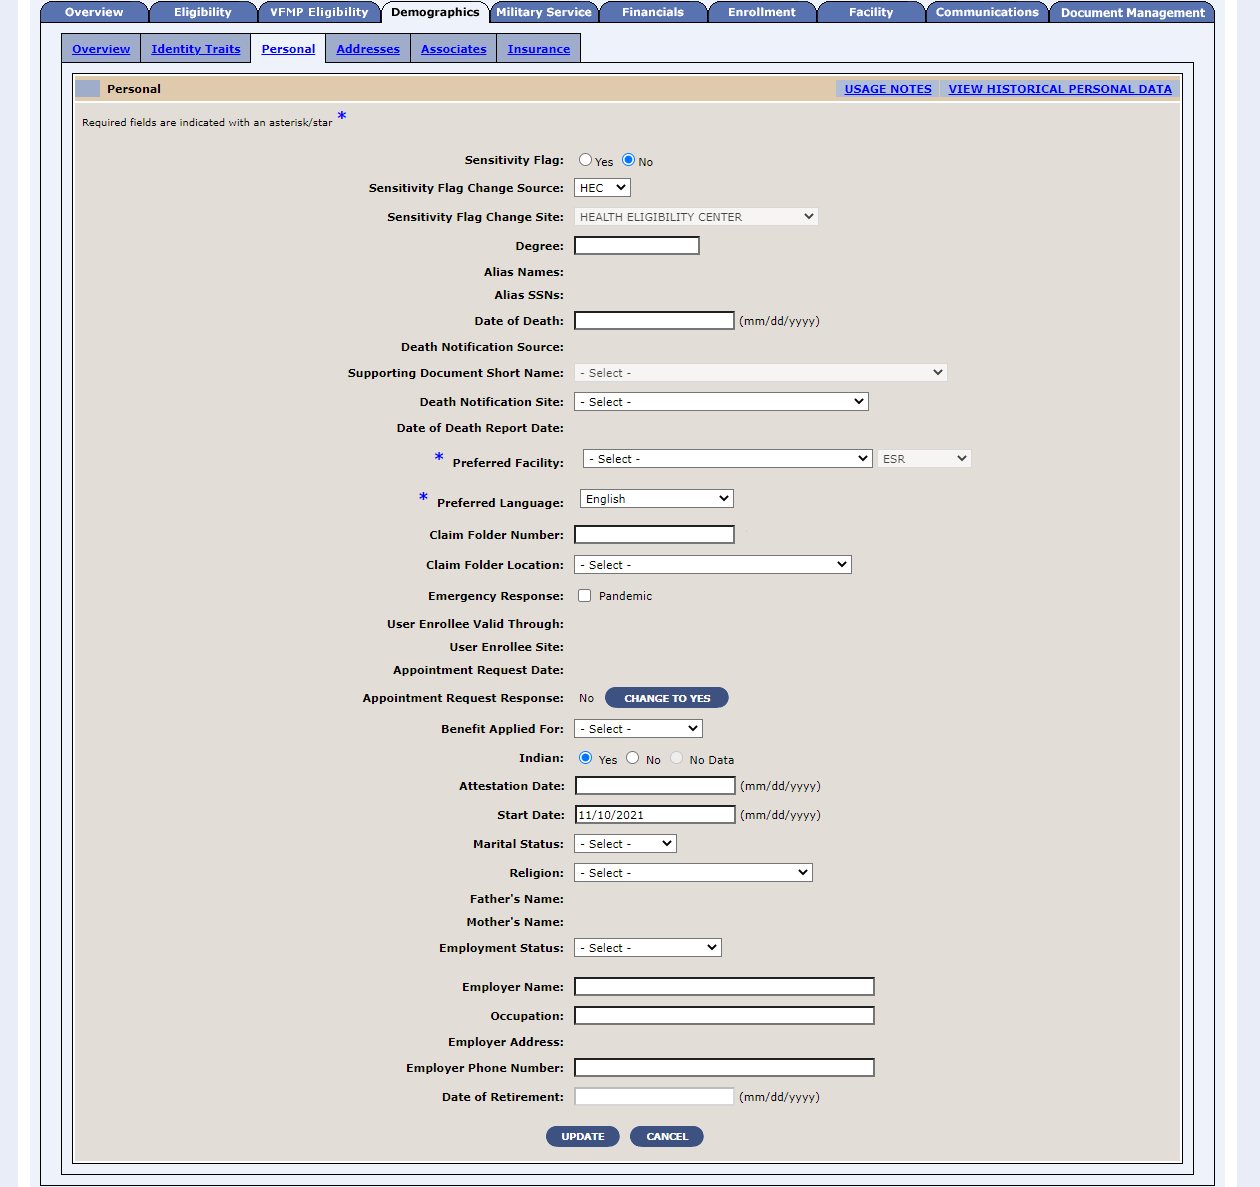 Overview Eligibility VFMP Eligibility Demographics Military Service Financials Enrollment Facility Communications Document Management
Overview Identity Traits Personal Addresses Associates Insurance
Personal USAGE NOTES VIEW HISTORICAL PERSONAL DATA
Required fields are indicated with an asterisk/star *
Sensitivity Flag: Yes No
Sensitivity Flag Change Source: HEC
Sensitivity Flag Change Site: HEALTH ELIGIBILITY CENTER
Degree:
Alias Names:
Alias SSNs:
Date of Death: (mm/dd/yyyy)
Death Notification Source:
Supporting Document Short Name: - Select -
Death Notification Site: - Select -
Date of Death Report Date:
* Preferred Facility: - Select - ESR
* Preferred Language: English
Claim Folder Number:
Claim Folder Location: - Select -
Emergency Response: Pandemic
User Enrollee Valid Through:
User Enrollee Site:
Appointment Request Date:
Appointment Request Response: No CHANGE TO YES
Benefit Applied For: - Select -
Indian: Yes No No Data
Attestation Date: (mm/dd/yyyy)
Start Date: 11/10/2021 (mm/dd/yyyy)
Marital Status: - Select -
Religion: - Select -
Father's Name:
Mother's Name:
Employment Status: - Select -
Employer Name:
Occupation:
Employer Address:
Employer Phone Number:
Date of Retirement: (mm/dd/yyyy)
UPDATE CANCEL